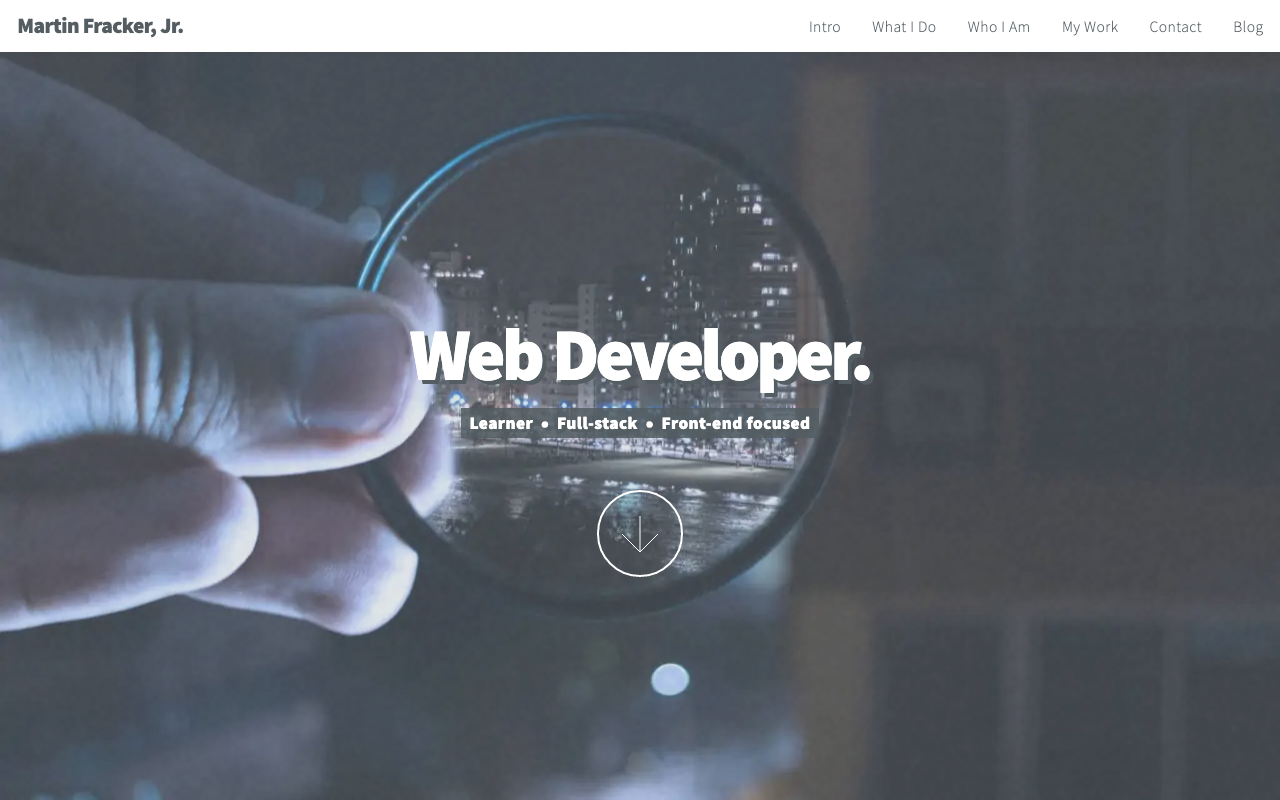 Martin Fracker, Jr.
Intro What I Do Who I Am My Work Contact Blog
Web Developer.
Learner • Full-stack • Front-end focused